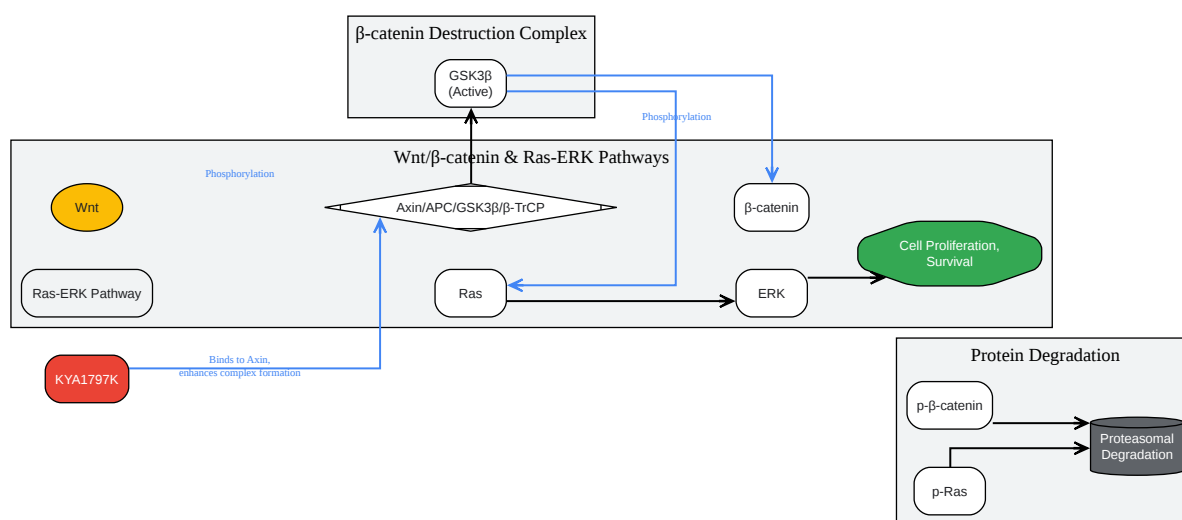 β-catenin Destruction Complex
GSK3β
(Active)
Phosphorylation
Wnt/β-catenin & Ras-ERK Pathways
Phosphorylation
Wnt
Axin/APC/GSK3β/β-TrCP
β-catenin
Cell Proliferation,
Survival
Ras-ERK Pathway
Ras
ERK
KYA1797K
Binds to Axin,
enhances complex formation
Protein Degradation
p-β-catenin
Proteasomal
Degradation
p-Ras